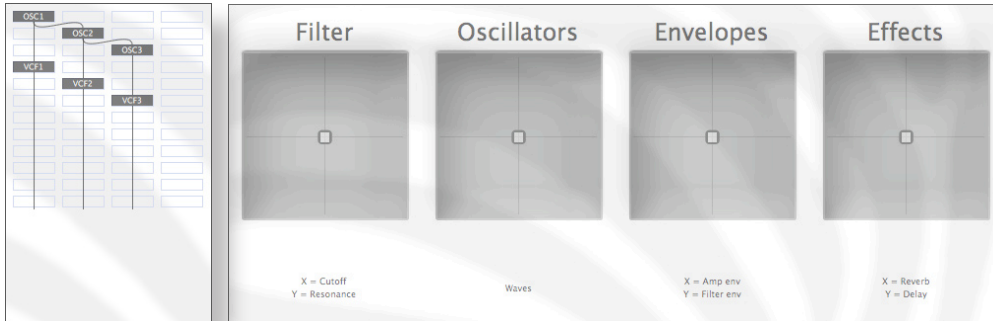 OSC1
OSC2
OSC3
VCF1
VCF2
VCF3
Filter
Oscillators
Envelopes
Effects
X = Cutoff
Y = Resonance
Waves
X = Amp env
Y = Filter env
X = Reverb
Y = Delay